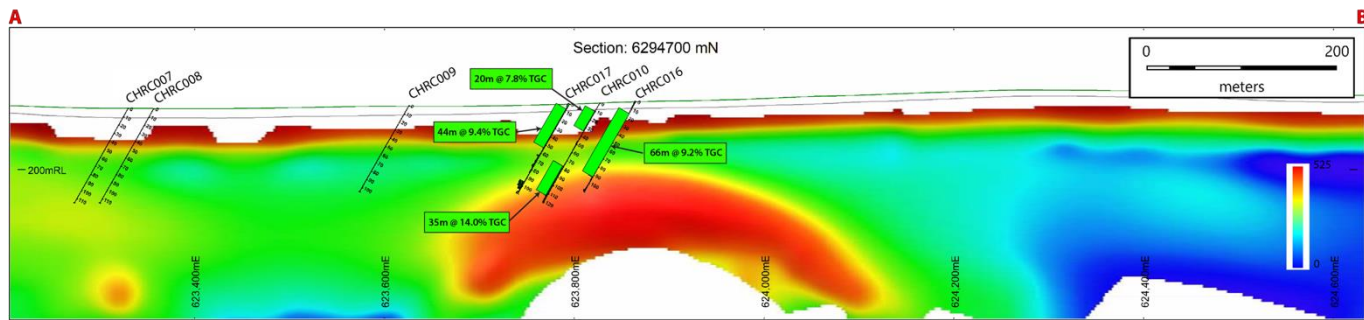 A
B
Section: 6294700 mN
0 200
meters
20m @ 7.8% TGC
CHRC007
CHRC008
CHRC009
CHRC017
CHRC010
CHRC016
44m @ 9.4% TGC
66m @ 9.2% TGC
35m @ 14.0% TGC
200mRL
525
0
623,400mE
623,600mE
623,800mE
624,000mE
624,200mE
624,400mE
624,600mE